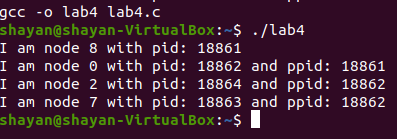 gcc -o lab4 lab4.c
shayan@shayan-VirtualBox:~$ ./lab4
I am node 8 with pid: 18861
I am node 0 with pid: 18862 and ppid: 18861
I am node 2 with pid: 18864 and ppid: 18862
I am node 7 with pid: 18863 and ppid: 18862
shayan@shayan-VirtualBox:~$